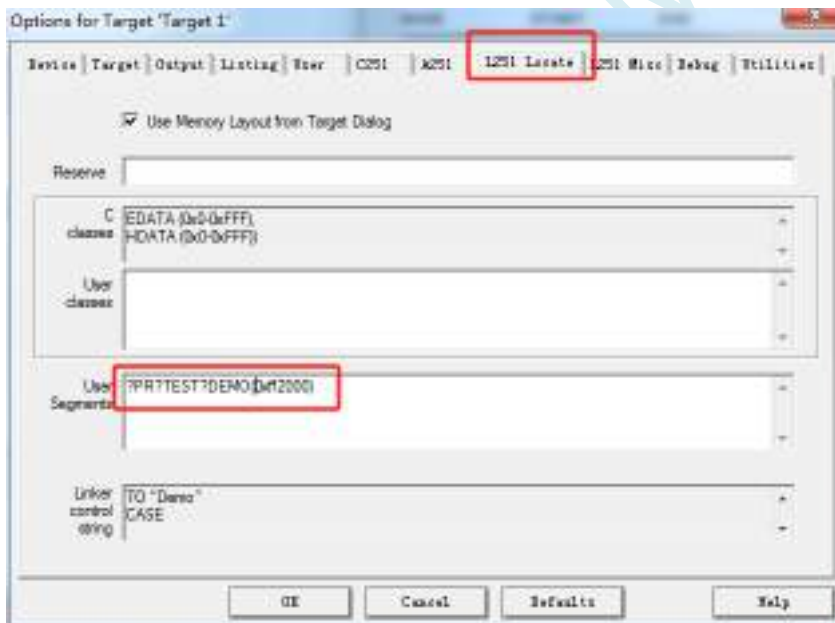 Options for Target 'Target 1'
Device | Target | Output | Listing | User | C251 | A251 | L251 Locate | L251 Misc | Debug | Utilities
Use Memory Layout from Target Dialog
Reserve
C classes
EDATA (0x0-0xFFF),
HDATA (0x0-0xFFF))
User classes
User Segments
?PR?TEST?DEMO(0xff2000)
Linker control string
TO "Demo"
CASE
OK
Cancel
Defaults
Help